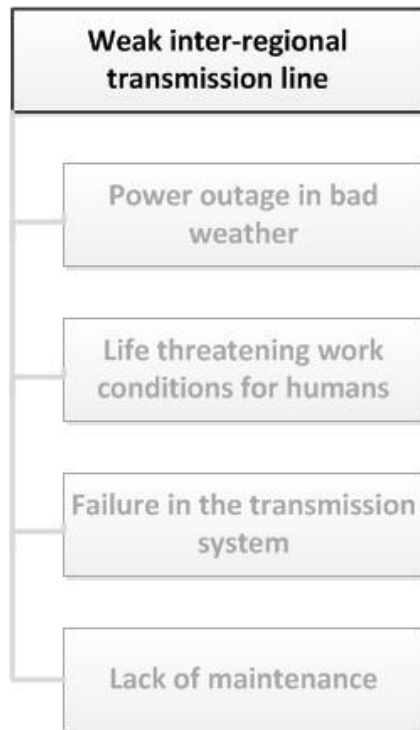 Weak inter-regional
transmission line
Power outage in bad
weather
Life threatening work
conditions for humans
Failure in the transmission
system
Lack of maintenance